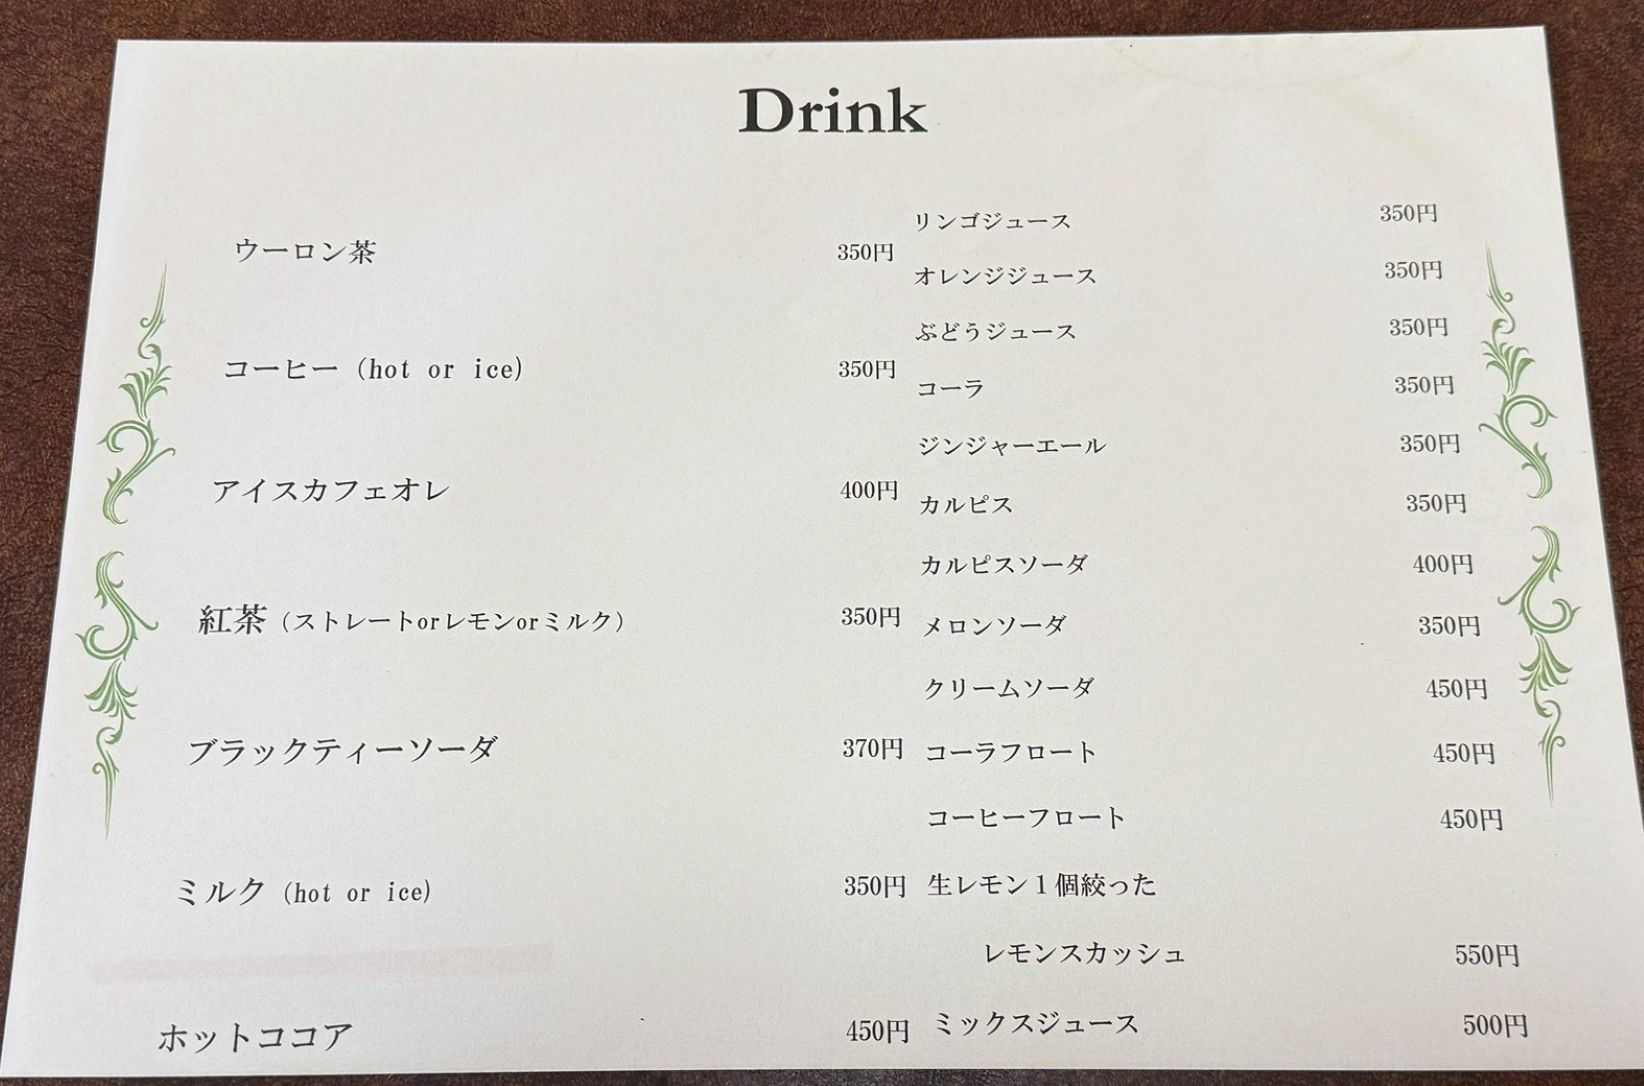 Drink
ウーロン茶 350円
コーヒー (hot or ice) 350円
アイスカフェオレ 400円
紅茶 (ストレートorレモンorミルク) 350円
ブラックティーソーダ 370円
ミルク (hot or ice) 350円
ホットココア 450円
リンゴジュース 350円
オレンジジュース 350円
ぶどうジュース 350円
コーラ 350円
ジンジャーエール 350円
カルピス 350円
カルピスソーダ 400円
メロンソーダ 350円
クリームソーダ 450円
コーラフロート 450円
コーヒーフロート 450円
生レモン１個絞った
レモンスカッシュ 550円
ミックスジュース 500円